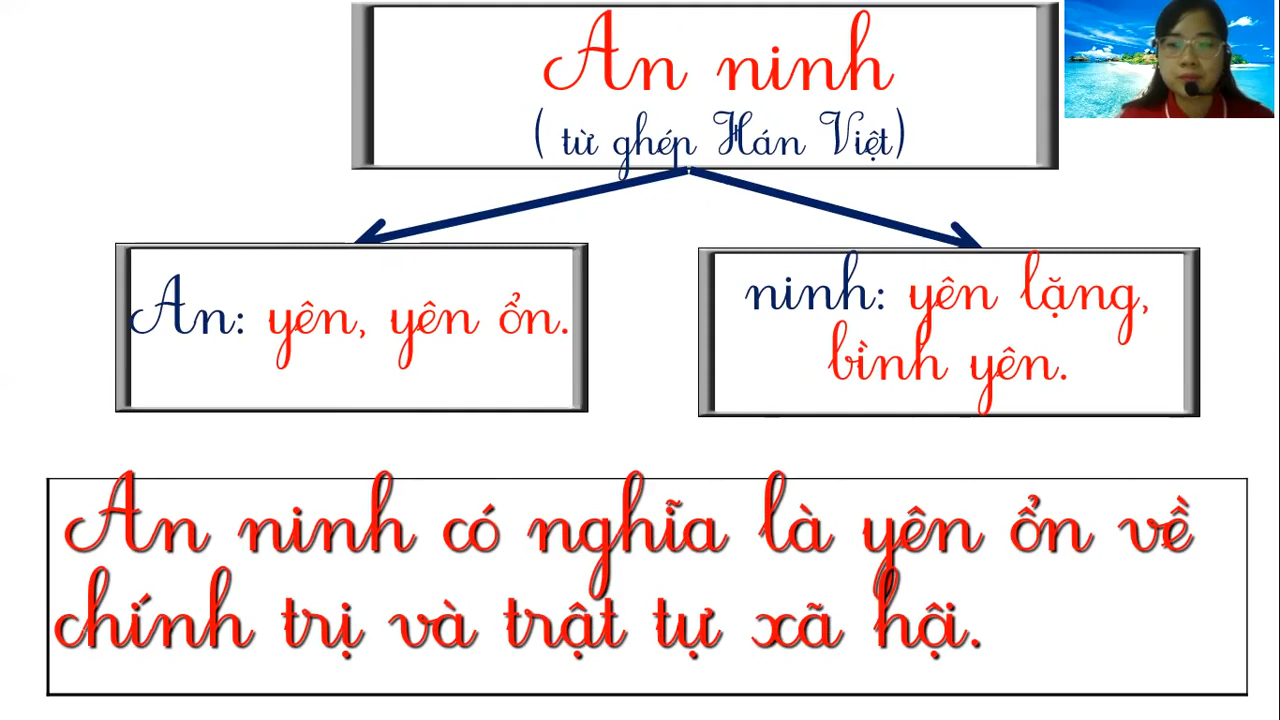 An ninh
( từ ghép Hán Việt)
An: yên, yên ổn.
ninh: yên lặng,
bình yên.
An ninh có nghĩa là yên ổn về
chính trị và trật tự xã hội.